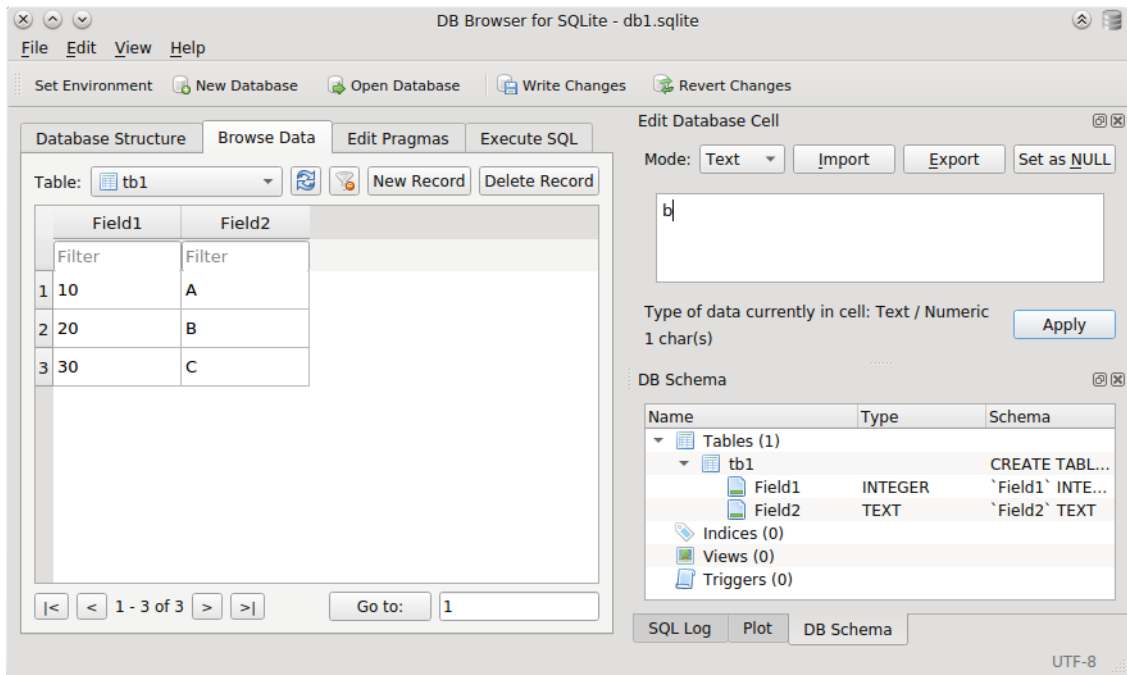 DB Browser for SQLite - db1.sqlite
File Edit View Help
Set Environment New Database Open Database Write Changes Revert Changes
Database Structure Browse Data Edit Pragmas Execute SQL
Table: tb1 New Record Delete Record
Field1 Field2
Filter Filter
1 10 A
2 20 B
3 30 C
|< < 1 - 3 of 3 > >| Go to: 1
Edit Database Cell
Mode: Text Import Export Set as NULL
b
Type of data currently in cell: Text / Numeric
1 char(s)
Apply
DB Schema
Name Type Schema
Tables (1)
tb1 CREATE TABL...
Field1 INTEGER `Field1` INTE...
Field2 TEXT `Field2` TEXT
Indices (0)
Views (0)
Triggers (0)
SQL Log Plot DB Schema
UTF-8